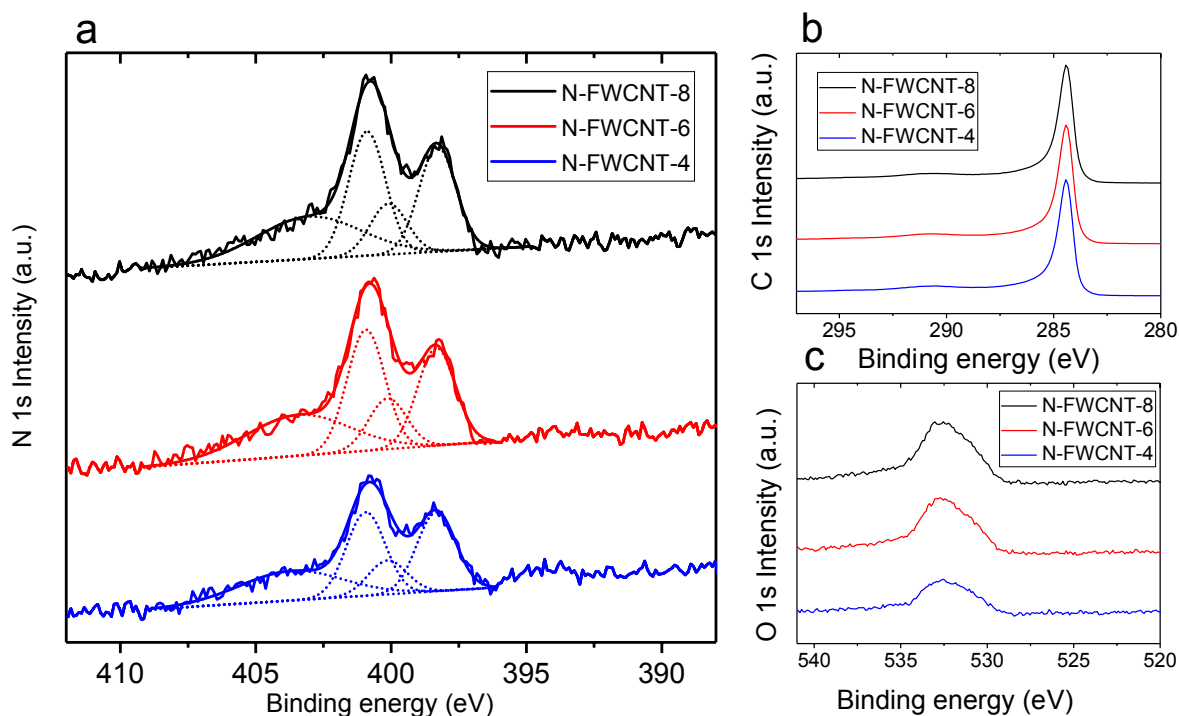 a
N-FWCNT-8
N-FWCNT-6
N-FWCNT-4
N 1s Intensity (a.u.)
410 405 400 395 390
Binding energy (eV)
b
N-FWCNT-8
N-FWCNT-6
N-FWCNT-4
C 1s Intensity (a.u.)
295 290 285 280
Binding energy (eV)
c
N-FWCNT-8
N-FWCNT-6
N-FWCNT-4
O 1s Intensity (a.u.)
540 535 530 525 520
Binding energy (eV)